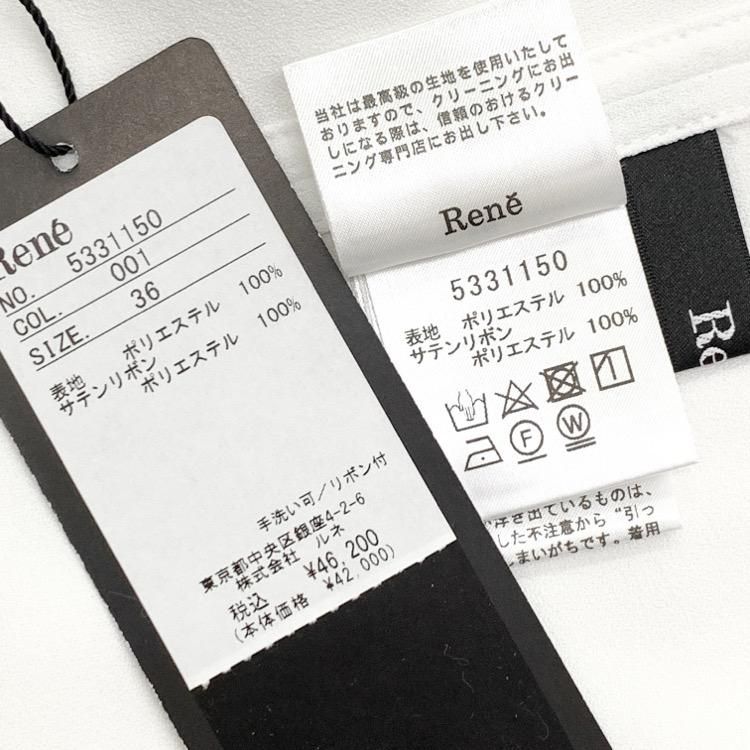 René
NO. 5331150
COL. 001
SIZE. 36
表地 ポリエステル 100%
サテンリボン
ポリエステル 100%
手洗い可/リボン付
東京都中央区銀座4-2-6
株式会社 ルネ
税込 ¥46,200
(本体価格 ¥42,000)
当社は最高級の生地を使用いたして
おりますので、クリーニングにお出
しになる際は、信頼のおけるクリー
ニング専門店にお出し下さい。
René
5331150
表地 ポリエステル 100%
サテンリボン
ポリエステル 100%
F W
出ているものは、
した不注意から“引っ
しまいがちです。着用
Re